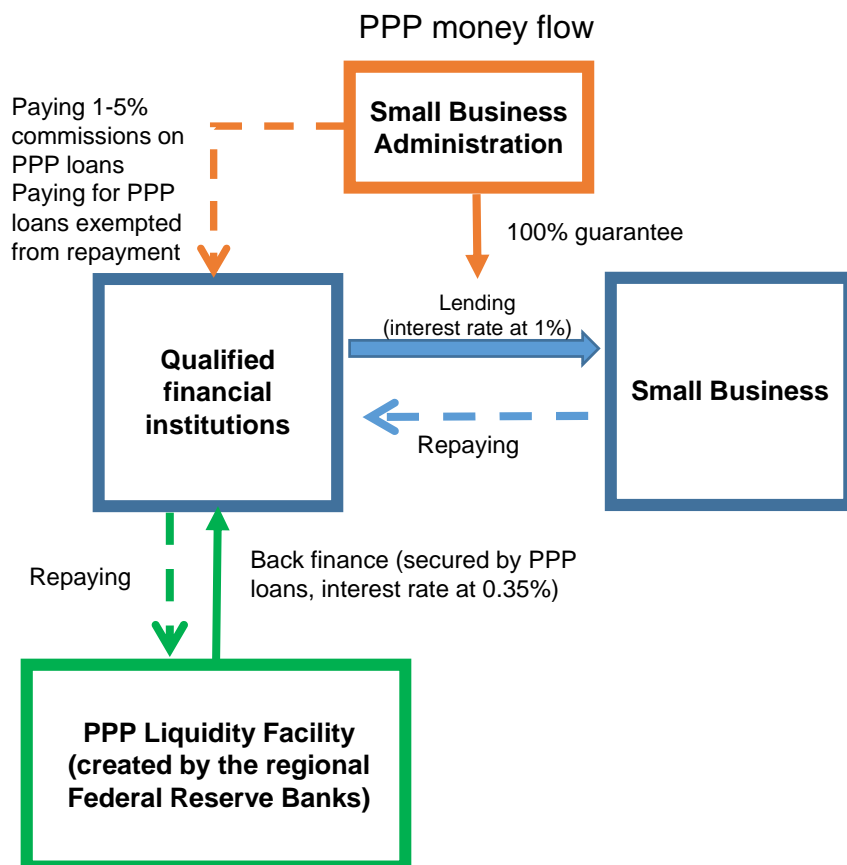 PPP money flow
Small Business
Administration
Paying 1-5%
commissions on
PPP loans
Paying for PPP
loans exempted
from repayment
100% guarantee
Lending
(interest rate at 1%)
Qualified
financial
institutions
Small Business
Repaying
Repaying
Back finance (secured by PPP
loans, interest rate at 0.35%)
PPP Liquidity Facility
(created by the regional
Federal Reserve Banks)